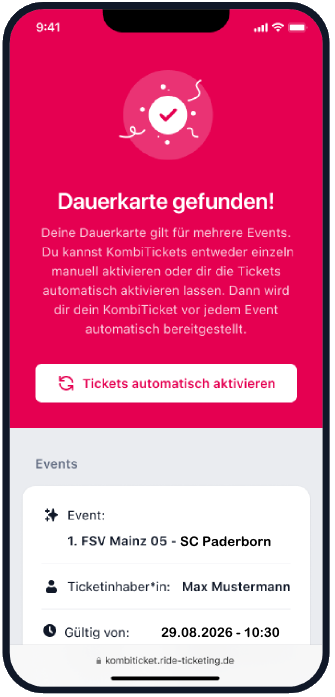 9:41
Dauerkarte gefunden!
Deine Dauerkarte gilt für mehrere Events.
Du kannst KombiTickets entweder einzeln
manuell aktivieren oder dir die Tickets
automatisch aktivieren lassen. Dann wird
dir dein KombiTicket vor jedem Event
automatisch bereitgestellt.
Tickets automatisch aktivieren
Events
Event:
1. FSV Mainz 05 - SC Paderborn
Ticketinhaber*in: Max Mustermann
Gültig von: 29.08.2026 - 10:30
kombiticket.ride-ticketing.de